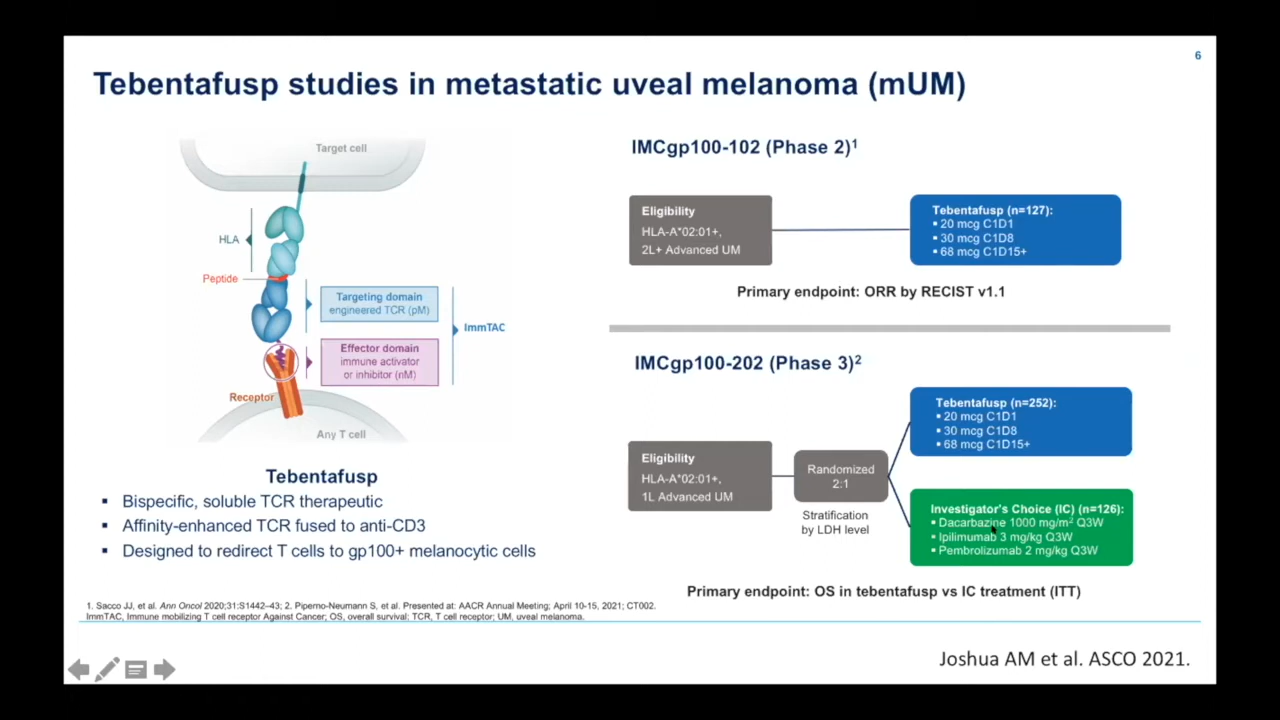 6
Tebentafusp studies in metastatic uveal melanoma (mUM)
Target cell
HLA
Peptide
Targeting domain
engineered TCR (pM)
ImmTAC
Effector domain
immune activator
or inhibitor (nM)
Receptor
Any T cell
Tebentafusp
▪ Bispecific, soluble TCR therapeutic
▪ Affinity-enhanced TCR fused to anti-CD3
▪ Designed to redirect T cells to gp100+ melanocytic cells
IMCgp100-102 (Phase 2)¹
Eligibility
HLA-A*02:01+,
2L+ Advanced UM
Tebentafusp (n=127):
▪ 20 mcg C1D1
▪ 30 mcg C1D8
▪ 68 mcg C1D15+
Primary endpoint: ORR by RECIST v1.1
IMCgp100-202 (Phase 3)²
Eligibility
HLA-A*02:01+,
1L Advanced UM
Randomized
2:1
Stratification
by LDH level
Tebentafusp (n=252):
▪ 20 mcg C1D1
▪ 30 mcg C1D8
▪ 68 mcg C1D15+
Investigator's Choice (IC) (n=126):
▪ Dacarbazine 1000 mg/m² Q3W
▪ Ipilimumab 3 mg/kg Q3W
▪ Pembrolizumab 2 mg/kg Q3W
Primary endpoint: OS in tebentafusp vs IC treatment (ITT)
1. Sacco JJ, et al. Ann Oncol 2020;31:S1442–43; 2. Piperno-Neumann S, et al. Presented at: AACR Annual Meeting; April 10-15, 2021; CT002.
ImmTAC, Immune mobilizing T cell receptor Against Cancer; OS, overall survival; TCR, T cell receptor; UM, uveal melanoma.
Joshua AM et al. ASCO 2021.